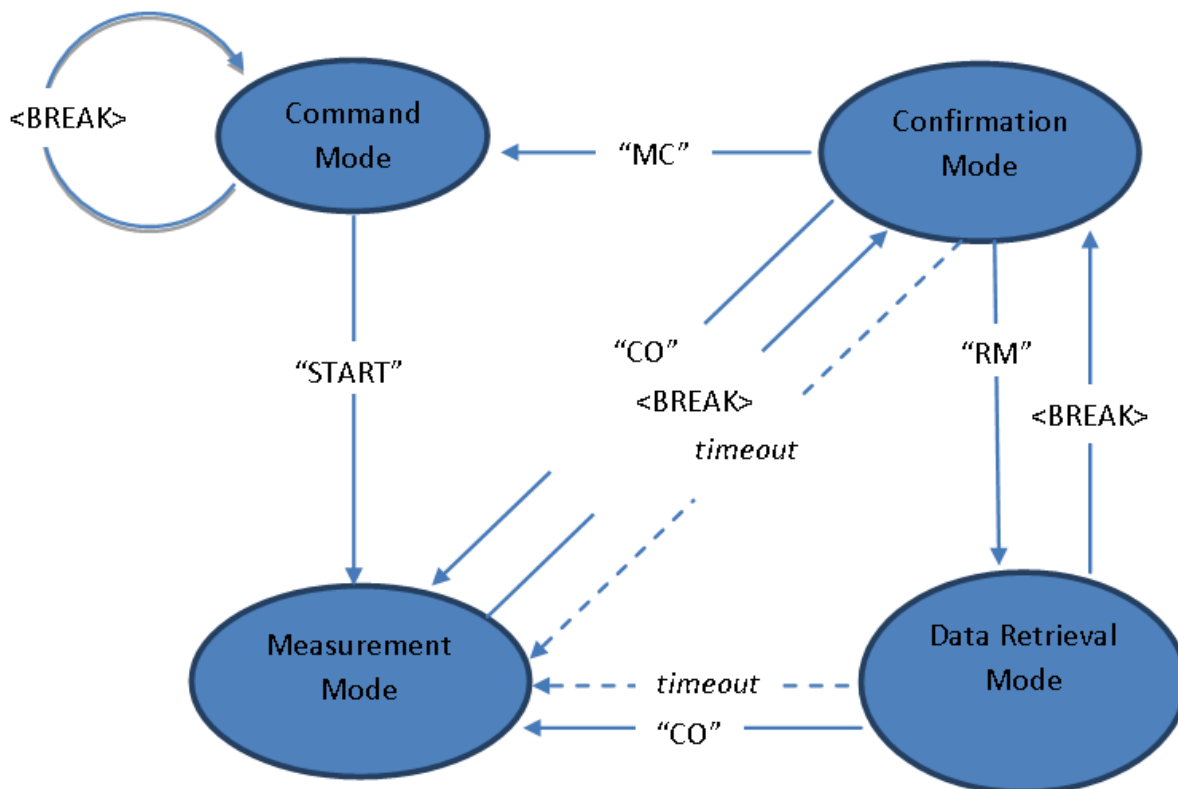 <BREAK>
Command
Mode
“MC”
Confirmation
Mode
“START”
“CO”
<BREAK>
timeout
“RM”
<BREAK>
Measurement
Mode
timeout
“CO”
Data Retrieval
Mode